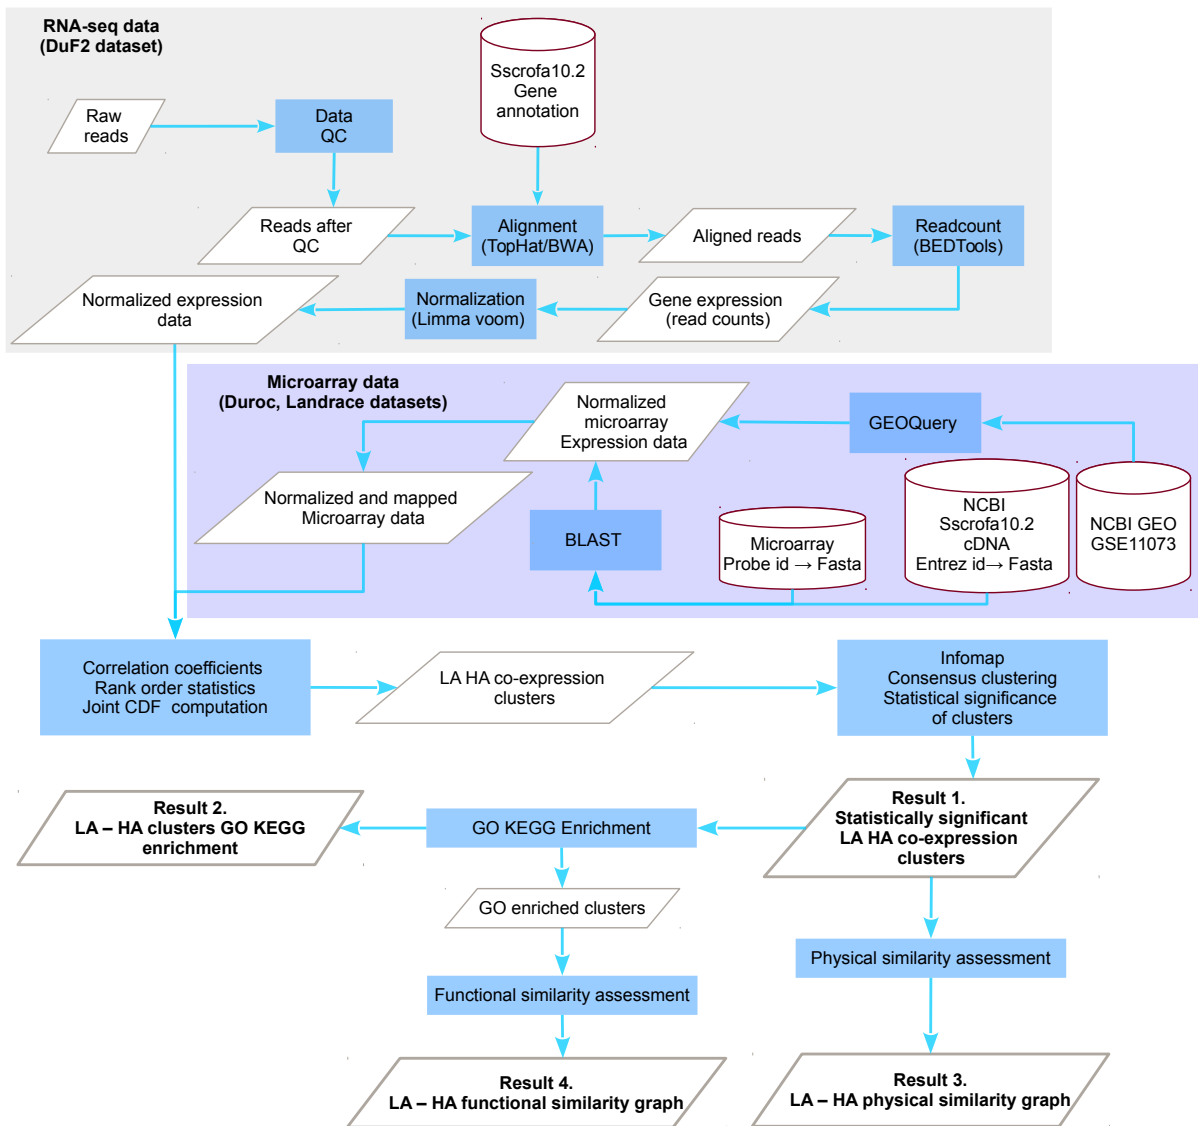 RNA-seq data
(DuF2 dataset)
Sscrofa10.2
Gene
annotation
Raw
reads
Data
QC
Reads after
QC
Alignment
(TopHat/BWA)
Aligned reads
Readcount
(BEDTools)
Normalized expression
data
Normalization
(Limma voom)
Gene expression
(read counts)
Microarray data
(Duroc, Landrace datasets)
Normalized
microarray
Expression data
GEOQuery
Normalized and mapped
Microarray data
BLAST
Microarray
Probe id → Fasta
NCBI
Sscrofa10.2
cDNA
Entrez id→ Fasta
NCBI GEO
GSE11073
Correlation coefficients
Rank order statistics
Joint CDF computation
LA HA co-expression
clusters
Infomap
Consensus clustering
Statistical significance
of clusters
Result 2.
LA – HA clusters GO KEGG
enrichment
GO KEGG Enrichment
Result 1.
Statistically significant
LA HA co-expression
clusters
GO enriched clusters
Physical similarity assessment
Functional similarity assessment
Result 4.
LA – HA functional similarity graph
Result 3.
LA – HA physical similarity graph